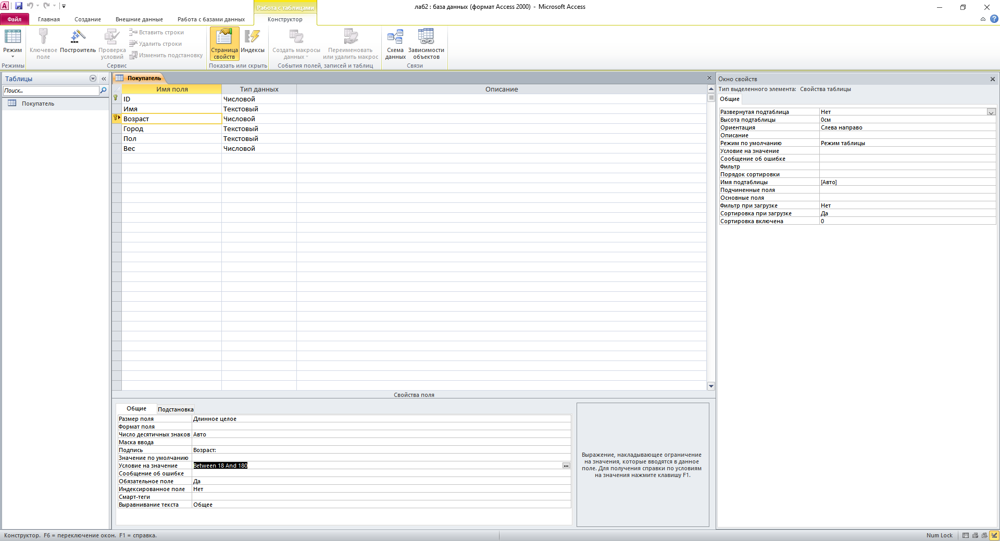 лаб2 : база данных (формат Access 2000)  -  Microsoft Access
Работа с таблицами
Файл
Главная
Создание
Внешние данные
Работа с базами данных
Конструктор
Режим
Режимы
Ключевое
поле
Построитель
Проверка
условий
Вставить строки
Удалить строки
Изменить подстановку
Сервис
Страница
свойств
Индексы
Показать или скрыть
Создать макросы
данных
Переименовать
или удалить макрос
События полей, записей и таблиц
Схема
данных
Зависимости
объектов
Связи
Таблицы
Поиск...
Покупатель
Покупатель
Имя поля Тип данных Описание
ID Числовой
Имя Текстовый
Возраст Числовой
Город Текстовый
Пол Текстовый
Вес Числовой
Свойства поля
Общие Подстановка
Размер поля Длинное целое
Формат поля
Число десятичных знаков Авто
Маска ввода
Подпись Возраст:
Значение по умолчанию
Условие на значение Between 18 And 180
Сообщение об ошибке
Обязательное поле Да
Индексированное поле Нет
Смарт-теги
Выравнивание текста Общее
Выражение, накладывающее ограничение
на значения, которые вводятся в данное
поле. Для получения справки по условиям
на значения нажмите клавишу F1.
Окно свойств
Тип выделенного элемента: Свойства таблицы
Общие
Развернутая подтаблица Нет
Высота подтаблицы 0см
Ориентация Слева направо
Описание
Режим по умолчанию Режим таблицы
Условие на значение
Сообщение об ошибке
Фильтр
Порядок сортировки
Имя подтаблицы [Авто]
Подчиненные поля
Основные поля
Фильтр при загрузке Нет
Сортировка при загрузке Да
Сортировка включена 0
Конструктор. F6 = переключение окон. F1 = справка.
Num Lock